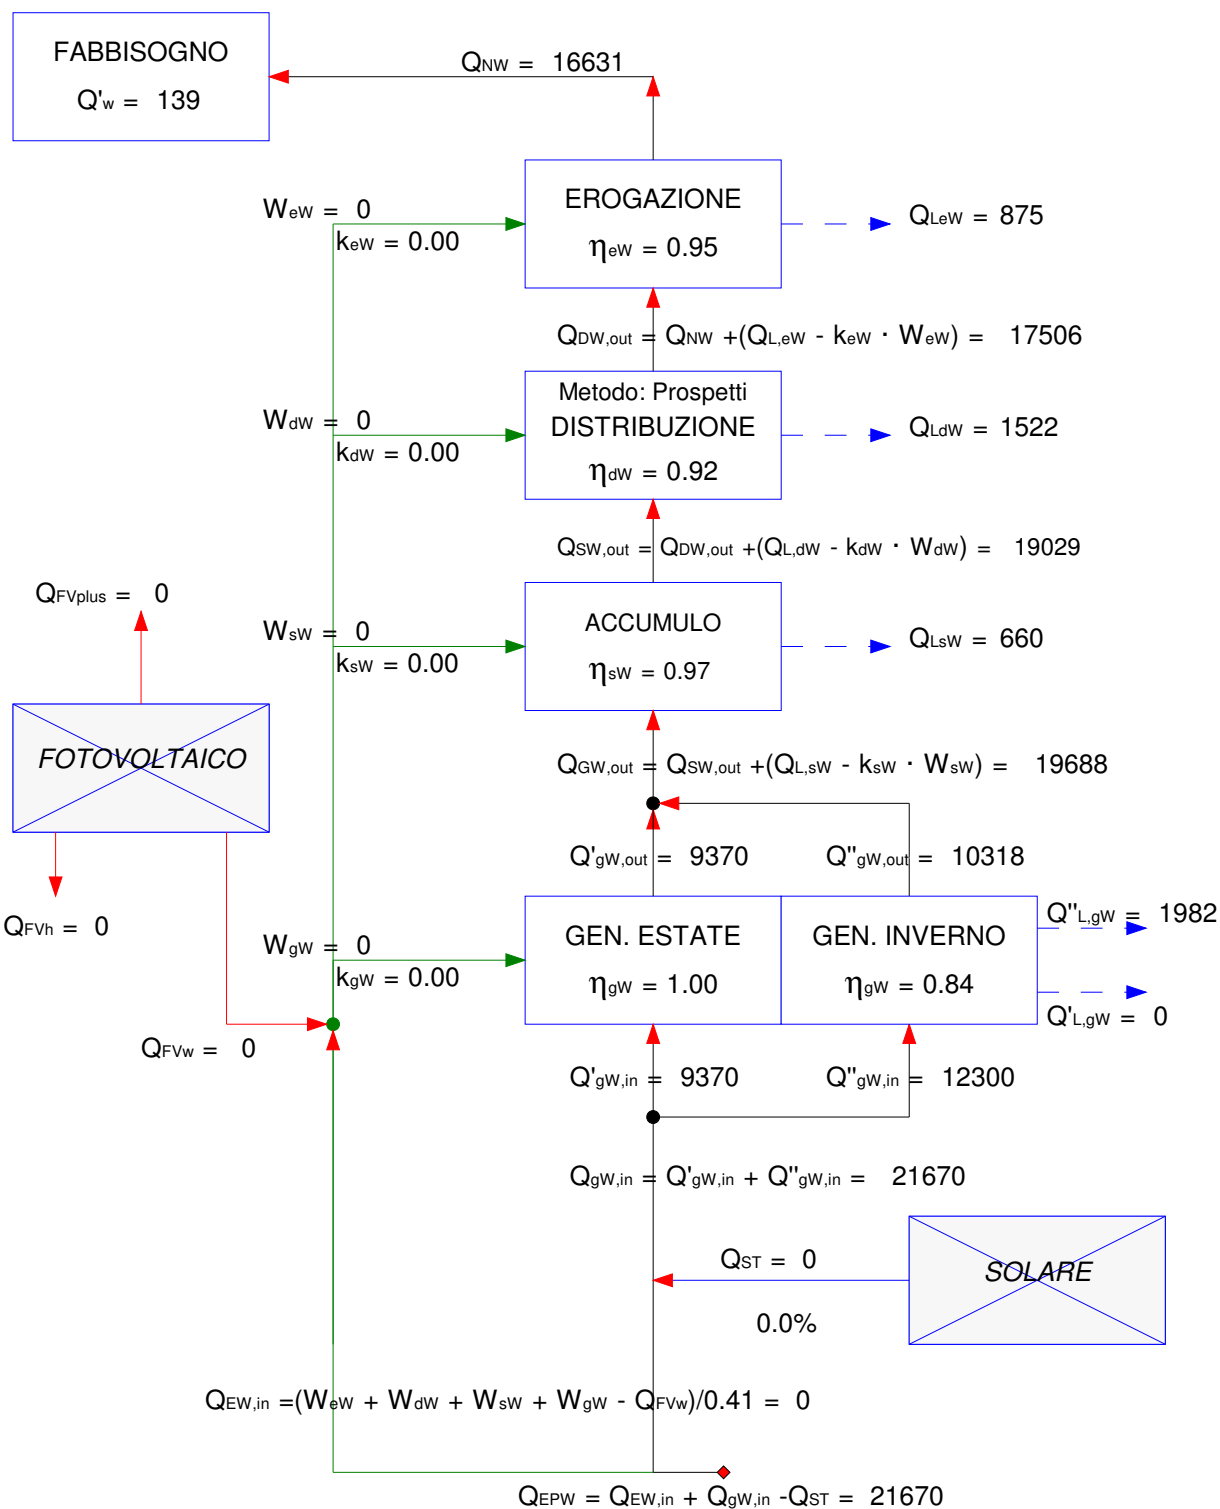 FABBISOGNO
Q'w = 139
QNW = 16631
EROGAZIONE
ηeW = 0.95
WeW = 0
keW = 0.00
QLeW = 875
QDW,out = QNW +(QL,eW - keW · WeW) = 17506
Metodo: Prospetti
DISTRIBUZIONE
ηdW = 0.92
WdW = 0
kdW = 0.00
QLdW = 1522
QSW,out = QDW,out +(QL,dW - kdW · WdW) = 19029
ACCUMULO
ηsW = 0.97
WsW = 0
ksW = 0.00
QLsW = 660
QFVplus = 0
FOTOVOLTAICO
QGW,out = QSW,out +(QL,sW - ksW · WsW) = 19688
Q'gW,out = 9370
Q''gW,out = 10318
QFVh = 0
WgW = 0
kgW = 0.00
GEN. ESTATE
ηgW = 1.00
GEN. INVERNO
ηgW = 0.84
Q''L,gW = 1982
Q'L,gW = 0
QFVw = 0
Q'gW,in = 9370
Q''gW,in = 12300
QgW,in = Q'gW,in + Q''gW,in = 21670
QST = 0
0.0%
SOLARE
QEW,in =(WeW + WdW + WsW + WgW - QFVw)/0.41 = 0
QEPW = QEW,in + QgW,in -QST = 21670